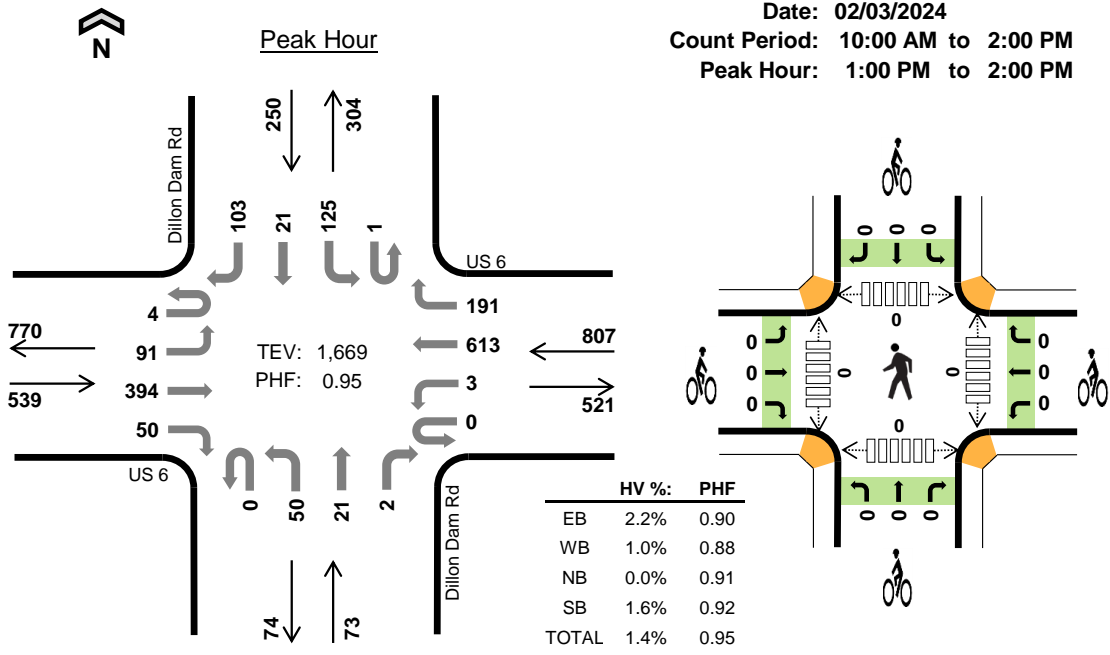 N
Peak Hour
Date: 02/03/2024
Count Period: 10:00 AM to 2:00 PM
Peak Hour: 1:00 PM to 2:00 PM
250
304
Dillon Dam Rd
103
21
125
1
US 6
4
191
770
91
613
807
TEV: 1,669
PHF: 0.95
539
394
3
521
50
0
US 6
0
50
21
2
Dillon Dam Rd
74
73
HV %: PHF
EB 2.2% 0.90
WB 1.0% 0.88
NB 0.0% 0.91
SB 1.6% 0.92
TOTAL 1.4% 0.95
0 0 0
0
0 0
0 0 0 0
0 0
0
0 0 0